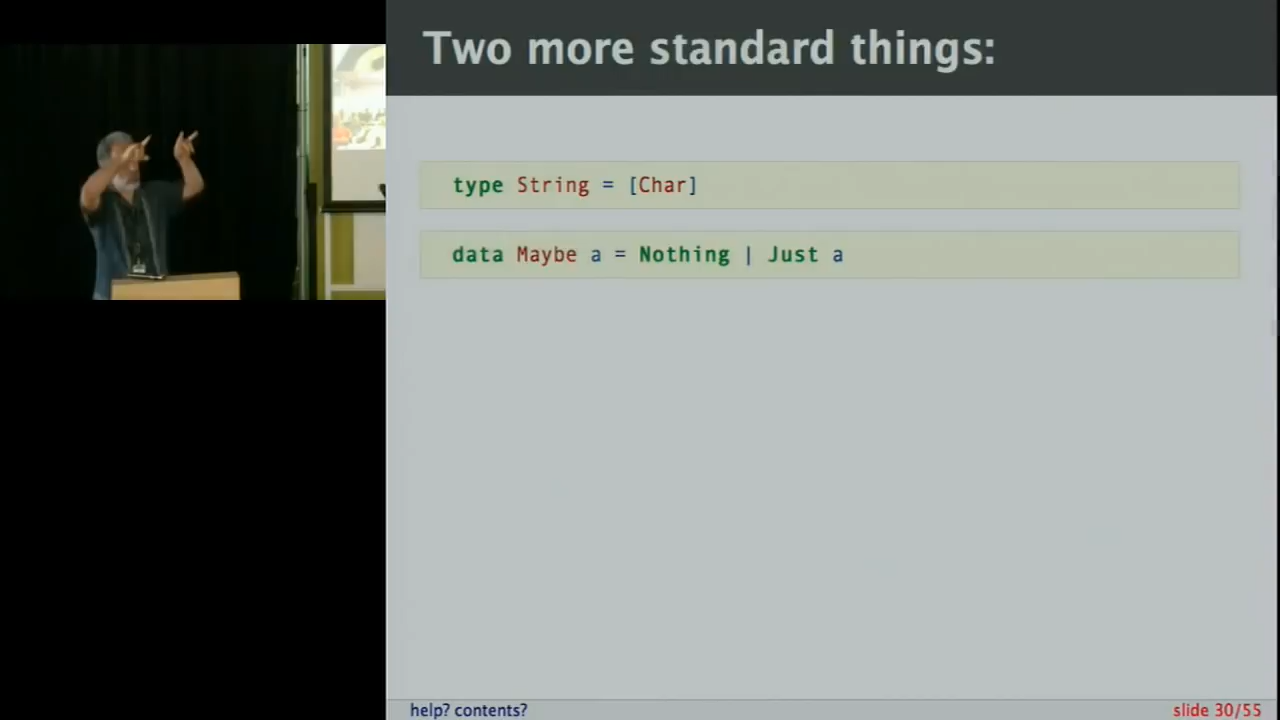 Two more standard things:
type String = [Char]
data Maybe a = Nothing | Just a
help? contents?
slide 30/55